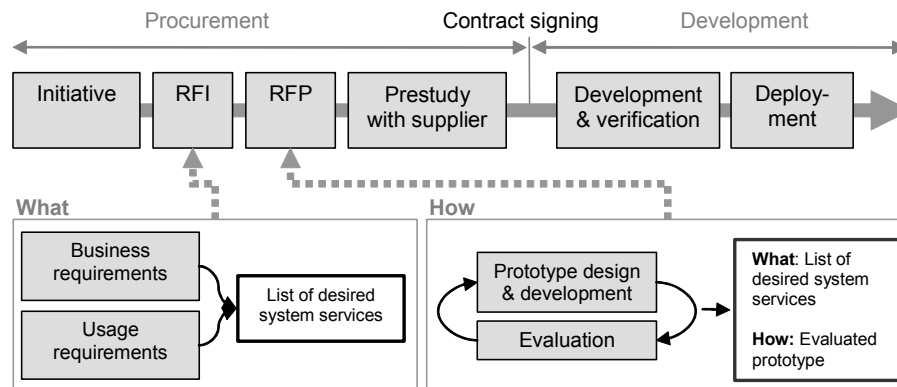 Procurement
Contract signing
Development
Initiative
RFI
RFP
Prestudy
with supplier
Development
& verification
Deploy-
ment
What
Business
requirements
Usage
requirements
List of desired
system services
How
Prototype design
& development
Evaluation
What: List of
desired system
services
How: Evaluated
prototype